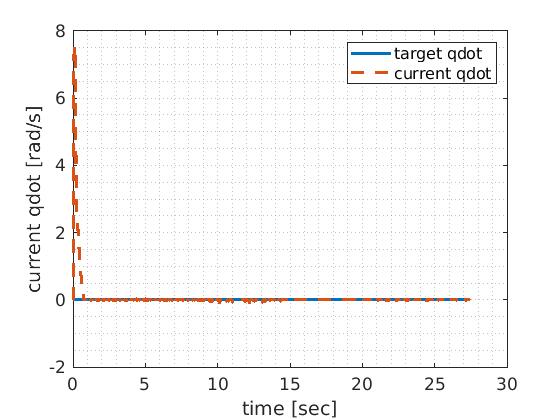 8
6
4
2
0
-2
current qdot [rad/s]
target qdot
current qdot
0 5 10 15 20 25 30
time [sec]